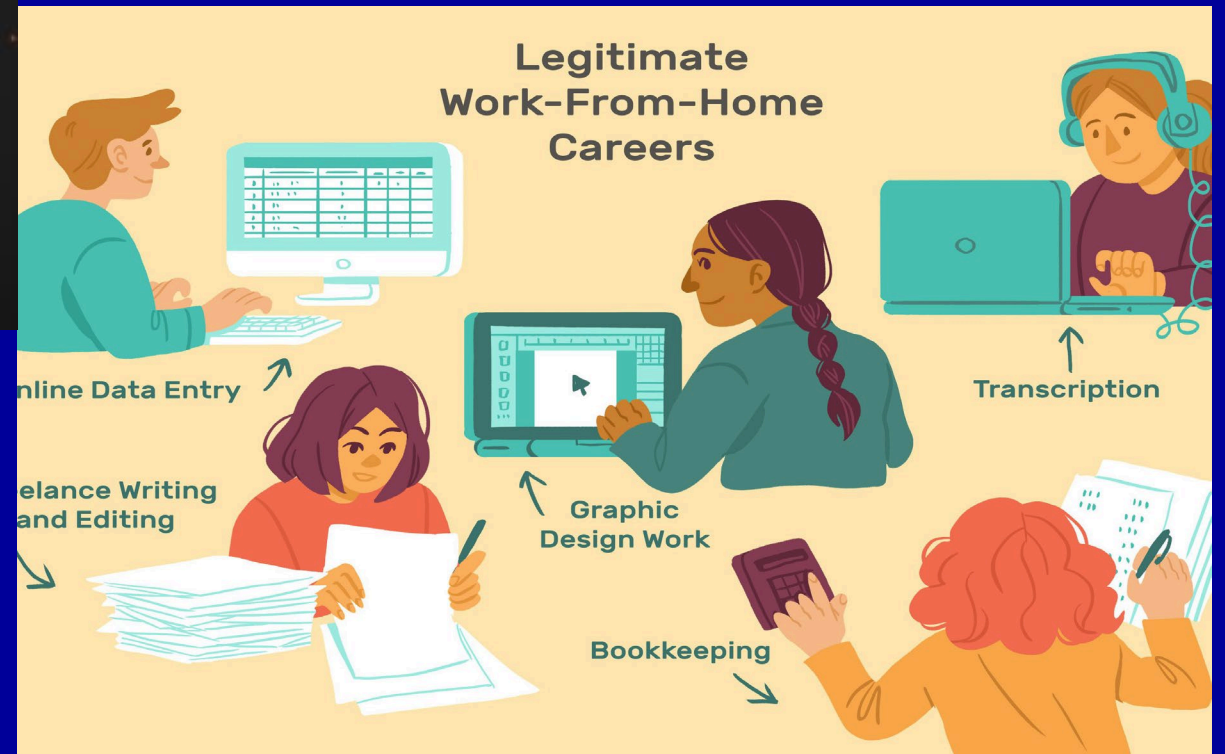 Legitimate
Work-From-Home
Careers
nline Data Entry
Transcription
elance Writing
and Editing
Graphic
Design Work
Bookkeeping